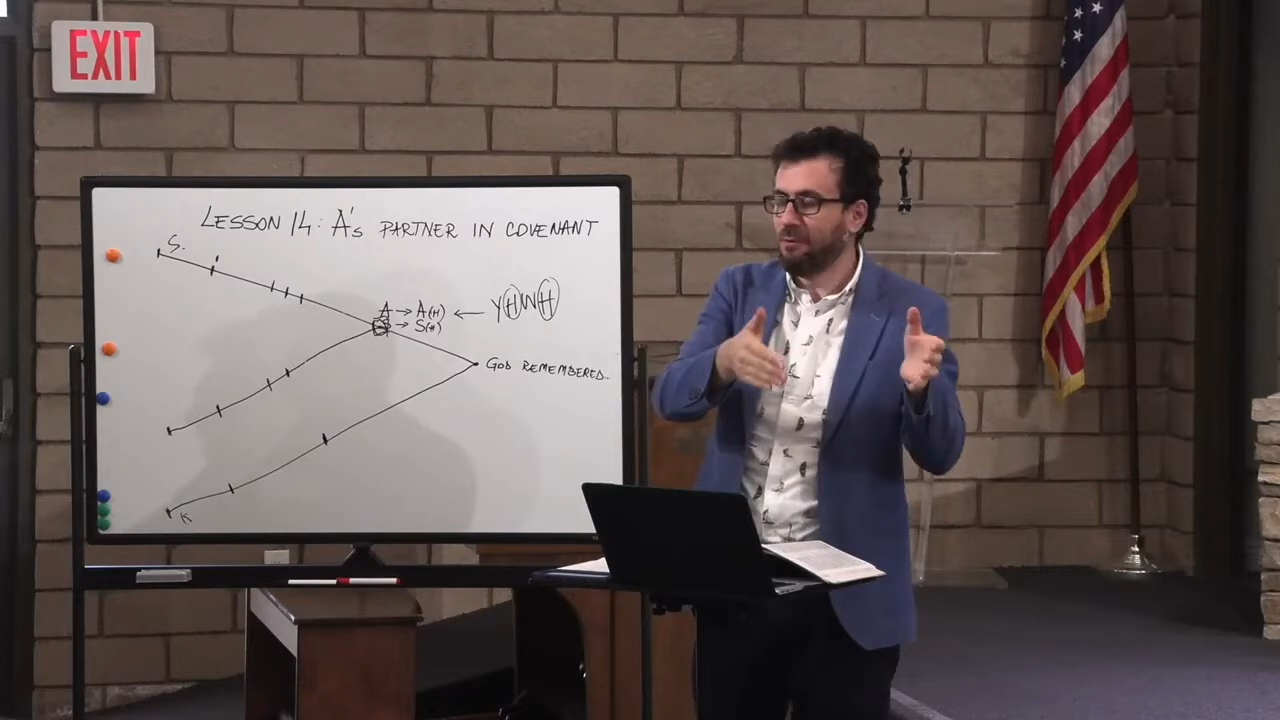 EXIT
LESSON 14: A's PARTNER IN COVENANT
S.
A → A(H) ← YHWH
→ S(H)
GOD REMEMBERED...
K